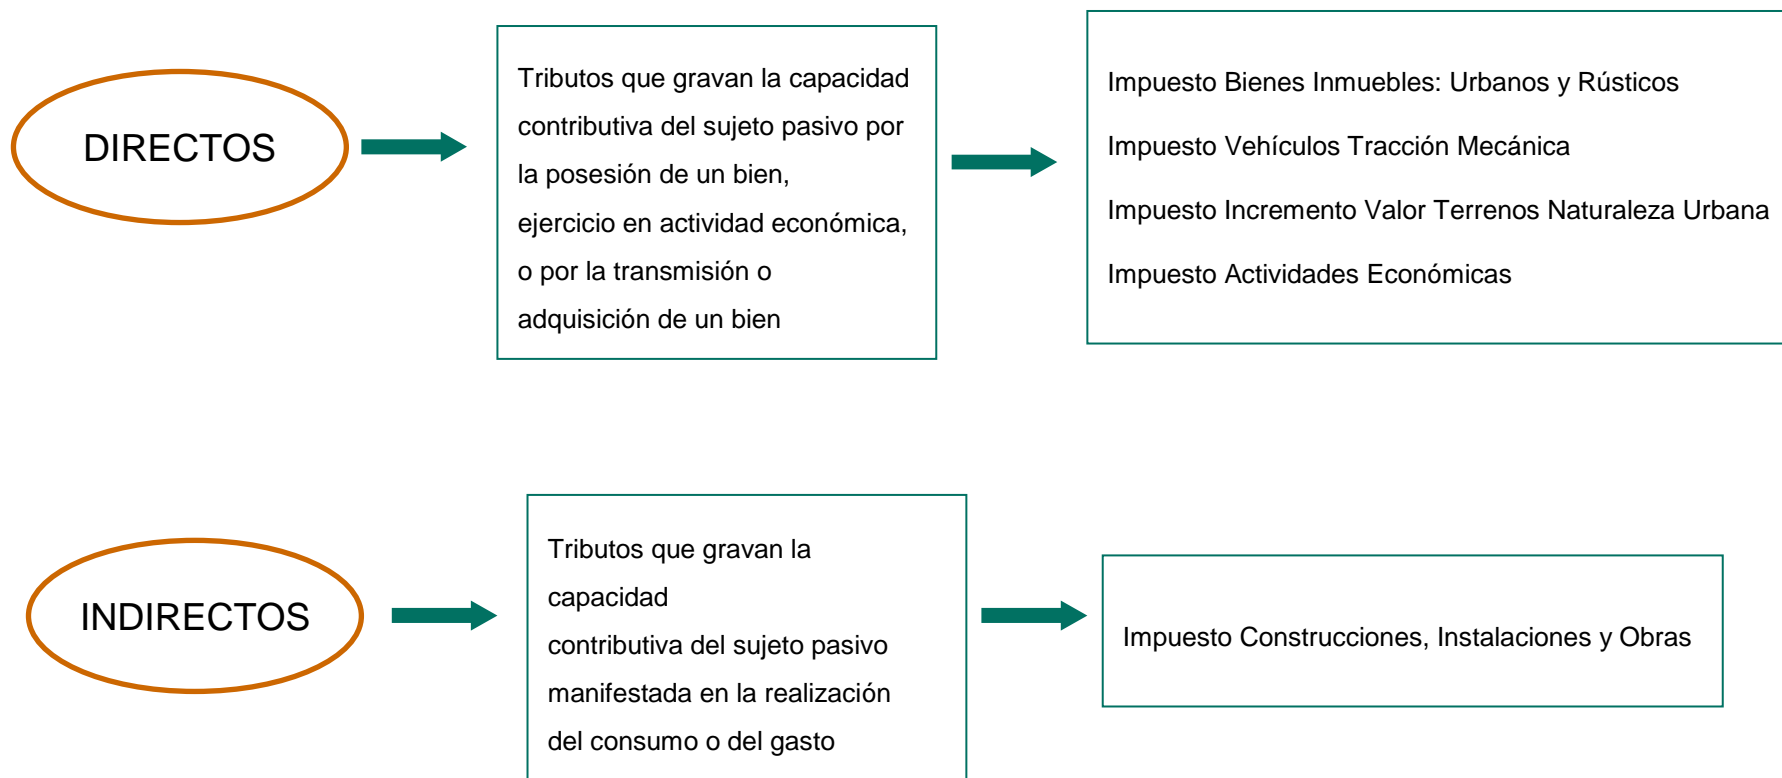 DIRECTOS
Tributos que gravan la capacidad
contributiva del sujeto pasivo por
la posesión de un bien,
ejercicio en actividad económica,
o por la transmisión o
adquisición de un bien
Impuesto Bienes Inmuebles: Urbanos y Rústicos
Impuesto Vehículos Tracción Mecánica
Impuesto Incremento Valor Terrenos Naturaleza Urbana
Impuesto Actividades Económicas
INDIRECTOS
Tributos que gravan la
capacidad
contributiva del sujeto pasivo
manifestada en la realización
del consumo o del gasto
Impuesto Construcciones, Instalaciones y Obras